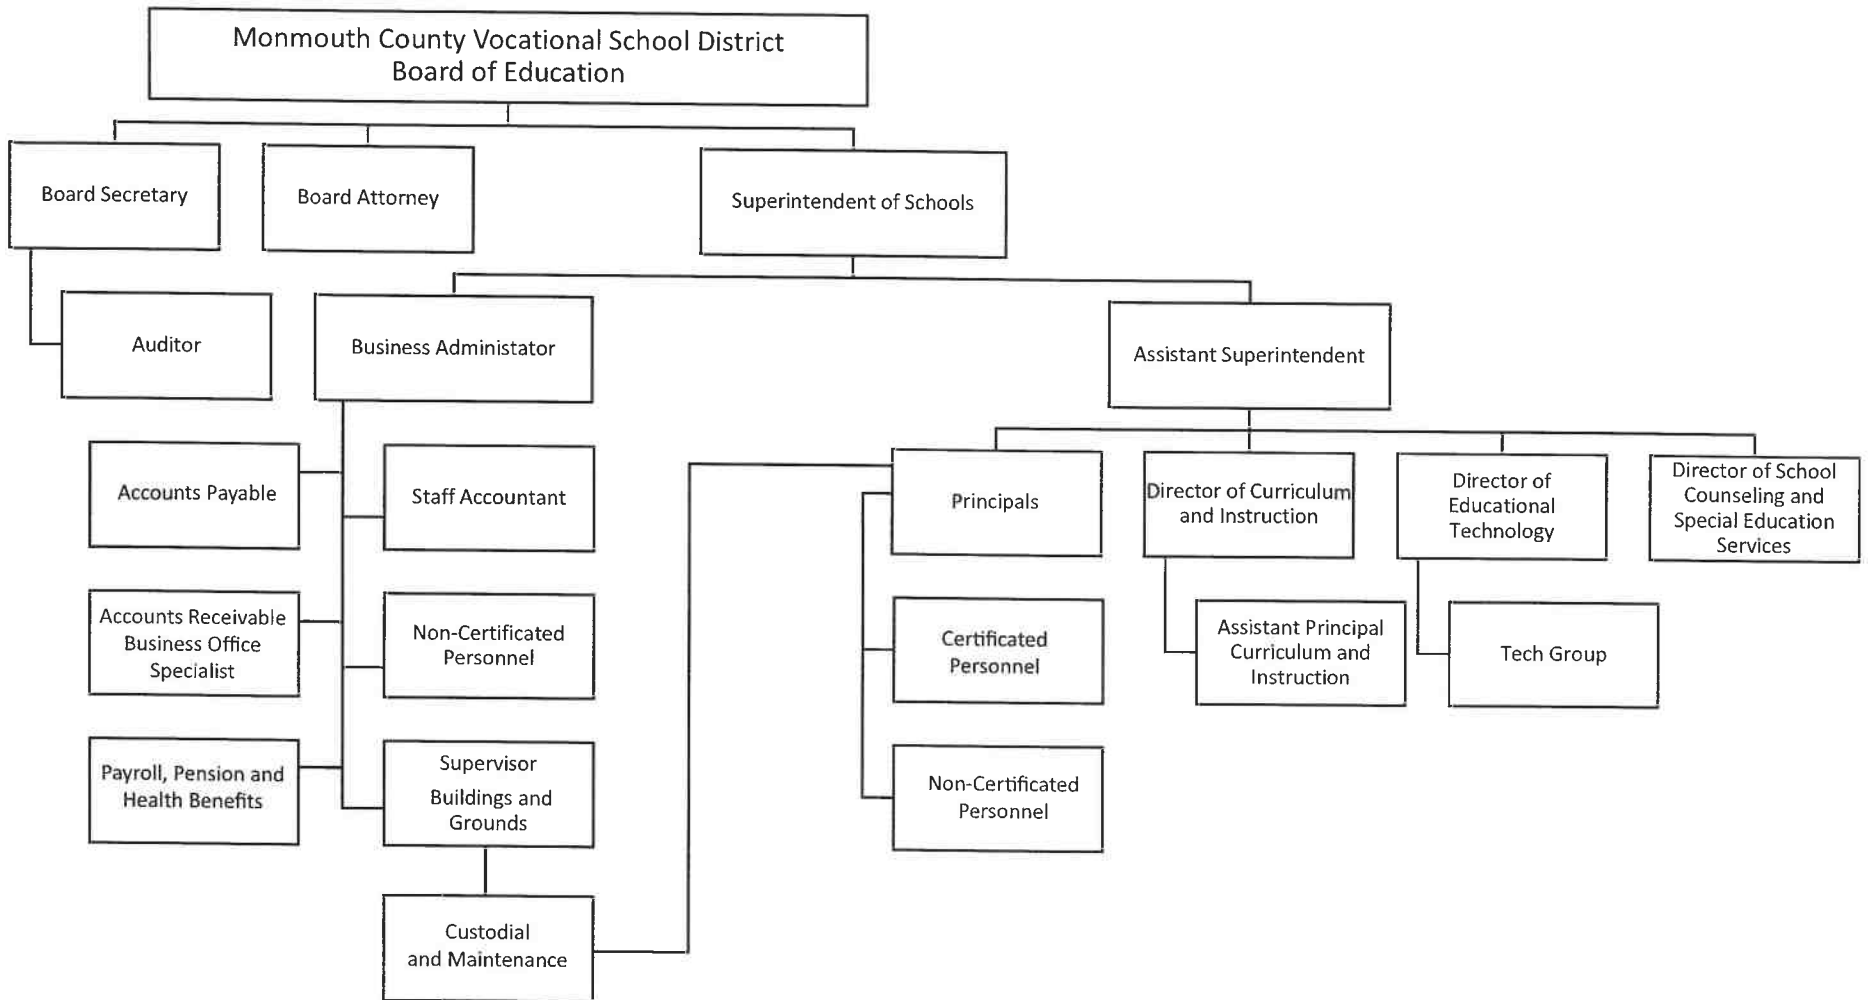 Monmouth County Vocational School District
Board of Education
Board Secretary
Board Attorney
Superintendent of Schools
Auditor
Business Administator
Assistant Superintendent
Accounts Payable
Staff Accountant
Principals
Director of Curriculum
and Instruction
Director of
Educational
Technology
Director of School
Counseling and
Special Education
Services
Accounts Receivable
Business Office
Specialist
Non-Certificated
Personnel
Certificated
Personnel
Assistant Principal
Curriculum and
Instruction
Tech Group
Payroll, Pension and
Health Benefits
Supervisor
Buildings and
Grounds
Non-Certificated
Personnel
Custodial
and Maintenance